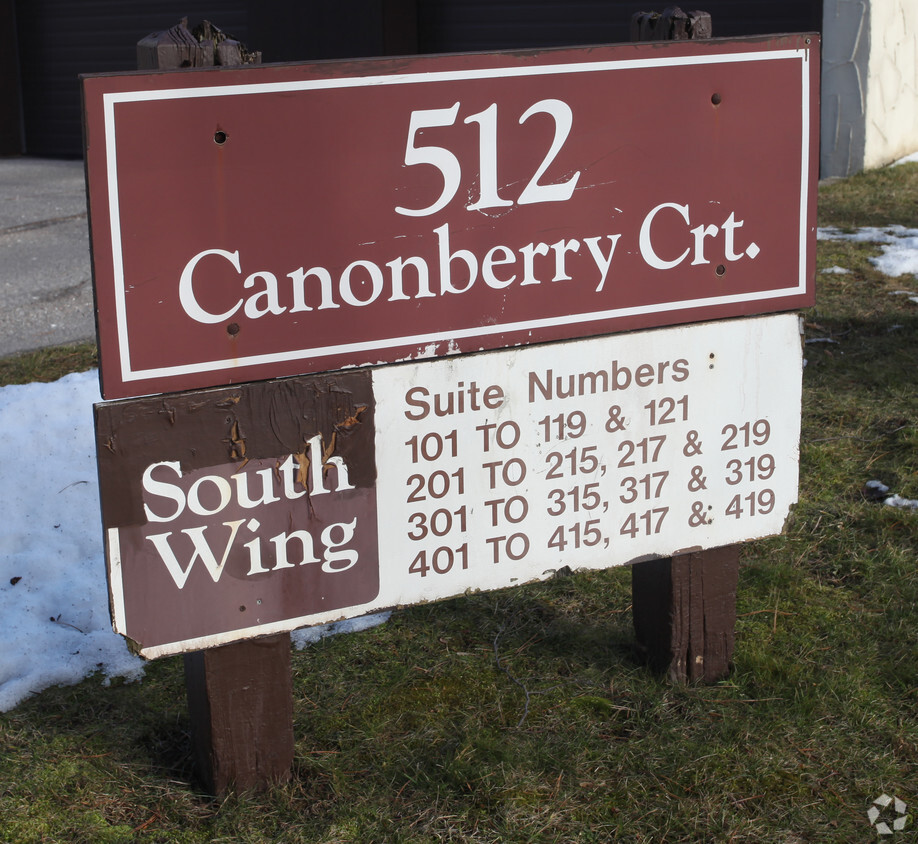 512
Canonberry Crt.
South
Wing
Suite Numbers :
101 TO 119 & 121
201 TO 215, 217 & 219
301 TO 315, 317 & 319
401 TO 415, 417 & 419